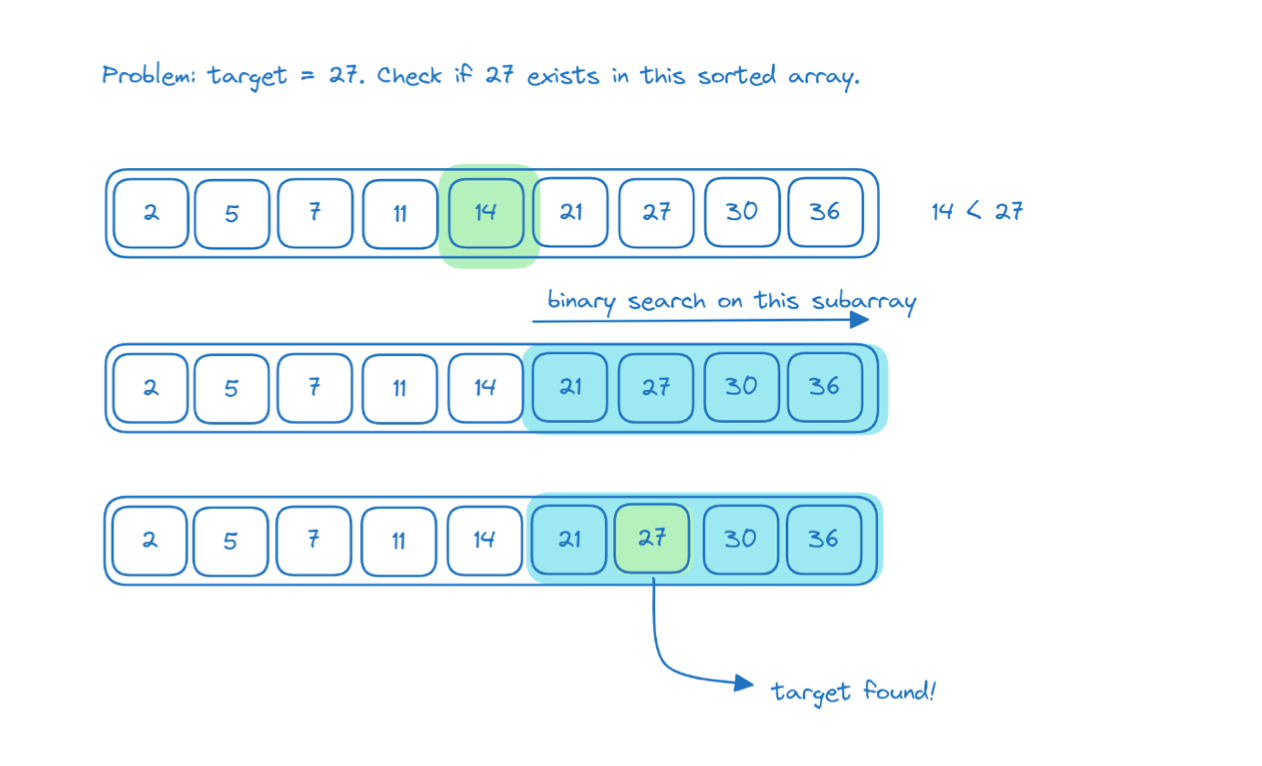 Problem: target = 27. Check if 27 exists in this sorted array.
2 5 7 11 14 21 27 30 36 14 < 27
binary search on this subarray
2 5 7 11 14 21 27 30 36
2 5 7 11 14 21 27 30 36
target found!